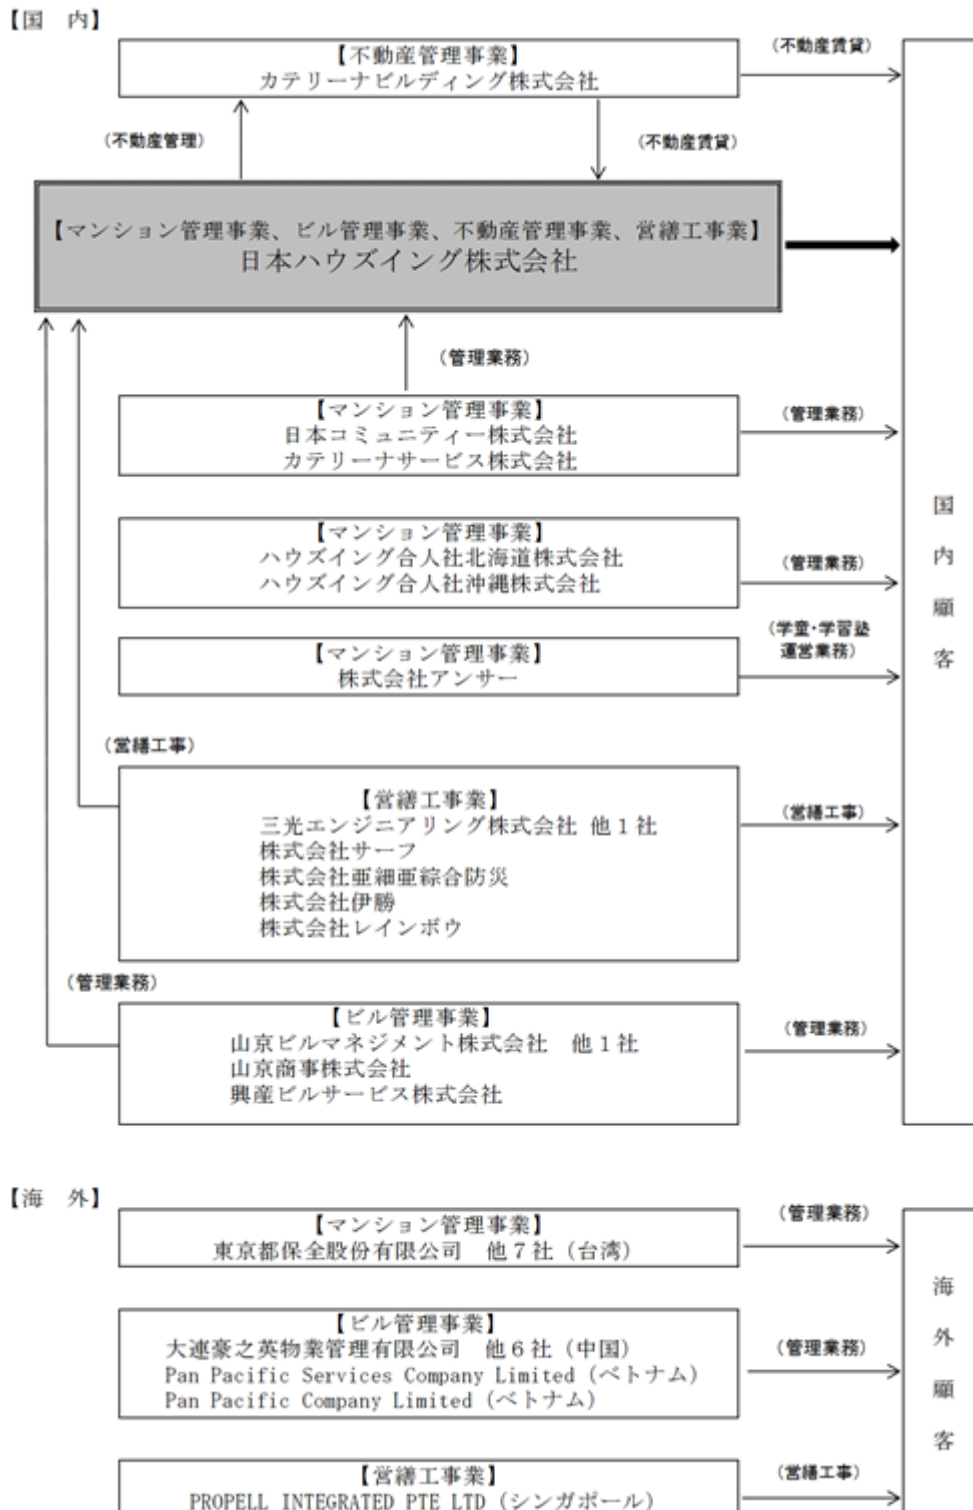 【国　内】
【不動産管理事業】
カテリーナビルディング株式会社
（不動産賃貸）
（不動産管理）
（不動産賃貸）
【マンション管理事業、ビル管理事業、不動産管理事業、営繕工事業】
日本ハウズイング株式会社
（管理業務）
【マンション管理事業】
日本コミュニティー株式会社
カテリーナサービス株式会社
（管理業務）
【マンション管理事業】
ハウズイング合人社北海道株式会社
ハウズイング合人社沖縄株式会社
（管理業務）
【マンション管理事業】
株式会社アンサー
（学童・学習塾
運営業務）
（営繕工事）
【営繕工事業】
三光エンジニアリング株式会社 他１社
株式会社サーフ
株式会社亜細亜綜合防災
株式会社伊勝
株式会社レインボウ
（営繕工事）
（管理業務）
【ビル管理事業】
山京ビルマネジメント株式会社　他１社
山京商事株式会社
興産ビルサービス株式会社
（管理業務）
国内顧客
【海　外】
【マンション管理事業】
東京都保全股份有限公司　他７社（台湾）
（管理業務）
【ビル管理事業】
大連豪之英物業管理有限公司　他６社（中国）
Pan Pacific Services Company Limited（ベトナム）
Pan Pacific Company Limited（ベトナム）
（管理業務）
【営繕工事業】
PROPELL INTEGRATED PTE LTD（シンガポール）
（営繕工事）
海外顧客